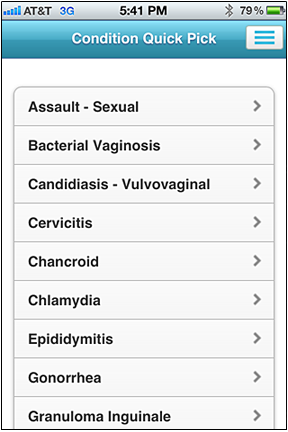 AT&T 3G 5:41 PM 79%
Condition Quick Pick
Assault - Sexual
Bacterial Vaginosis
Candidiasis - Vulvovaginal
Cervicitis
Chancroid
Chlamydia
Epididymitis
Gonorrhea
Granuloma Inguinale